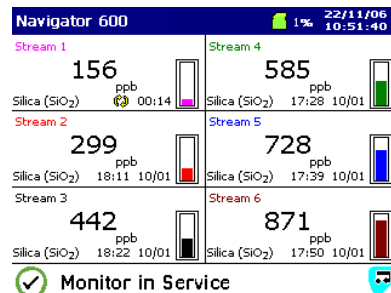 Navigator 600 1% 22/11/06
10:51:40
Stream 1
156
ppb
Silica (SiO2) 00:14
Stream 4
585
ppb
Silica (SiO2) 17:28 10/01
Stream 2
299
ppb
Silica (SiO2) 18:11 10/01
Stream 5
728
ppb
Silica (SiO2) 17:39 10/01
Stream 3
442
ppb
Silica (SiO2) 18:22 10/01
Stream 6
871
ppb
Silica (SiO2) 17:50 10/01
Monitor in Service